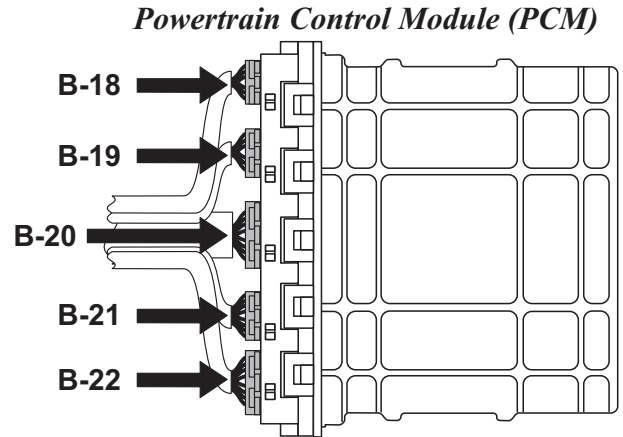 Powertrain Control Module (PCM)
B-18
B-19
B-20
B-21
B-22